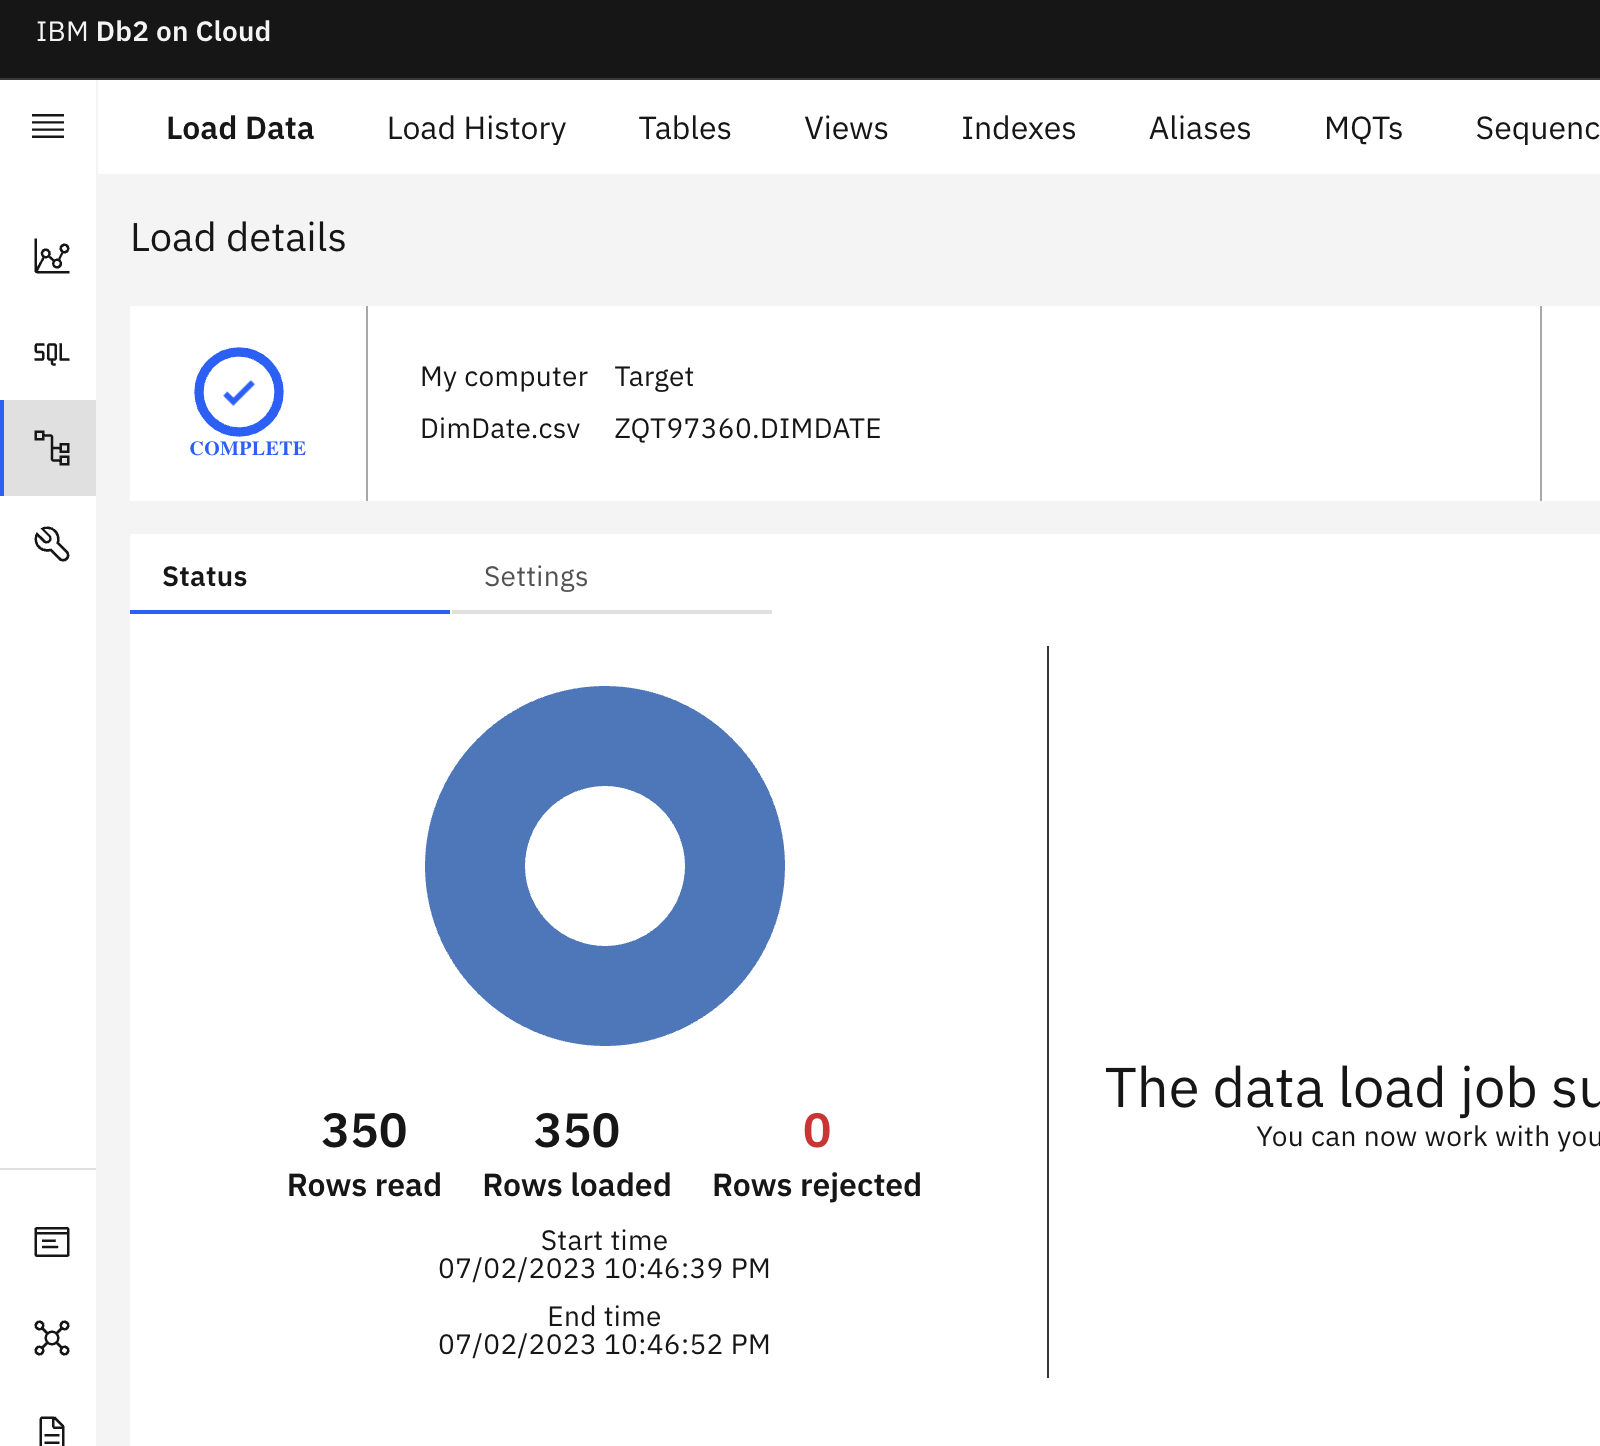 IBM Db2 on Cloud
Load Data Load History Tables Views Indexes Aliases MQTs Sequenc
Load details
SQL
COMPLETE
My computer Target
DimDate.csv ZQT97360.DIMDATE
Status Settings
350 350 0
Rows read Rows loaded Rows rejected
Start time
07/02/2023 10:46:39 PM
End time
07/02/2023 10:46:52 PM
The data load job su
You can now work with you